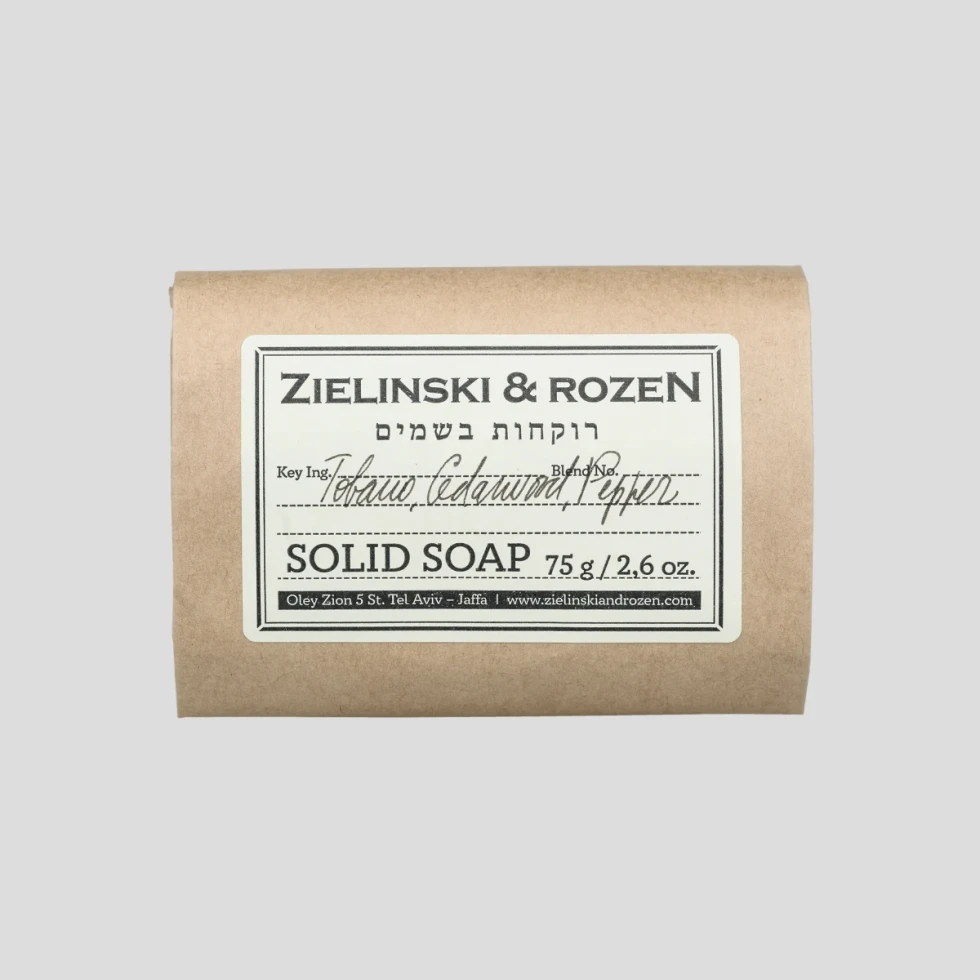 ZIELINSKI & ROZEN
רוקחות בשמים
Key Ing. Blend No.
Tobacco, Cedarwood, Pepper
SOLID SOAP 75 g / 2,6 oz.
Oley Zion 5 St. Tel Aviv – Jaffa | www.zielinskiandrozen.com